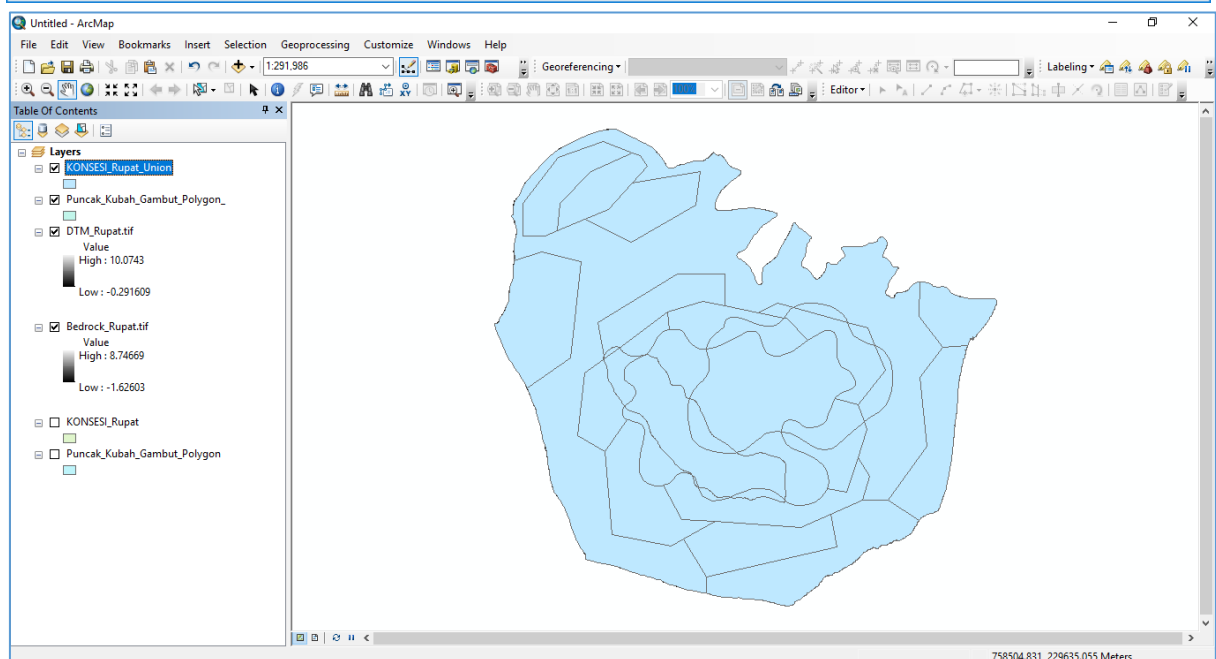 Untitled - ArcMap
File Edit View Bookmarks Insert Selection Geoprocessing Customize Windows Help
1:291,986 Georeferencing Labeling
Editor
Table Of Contents
Layers
KONSESI_Rupat_Union
Puncak_Kubah_Gambut_Polygon_
DTM_Rupat.tif
Value
High : 10.0743
Low : -0.291609
Bedrock_Rupat.tif
Value
High : 8.74669
Low : -1.62603
KONSESI_Rupat
Puncak_Kubah_Gambut_Polygon
758504.831 229635.055 Meters